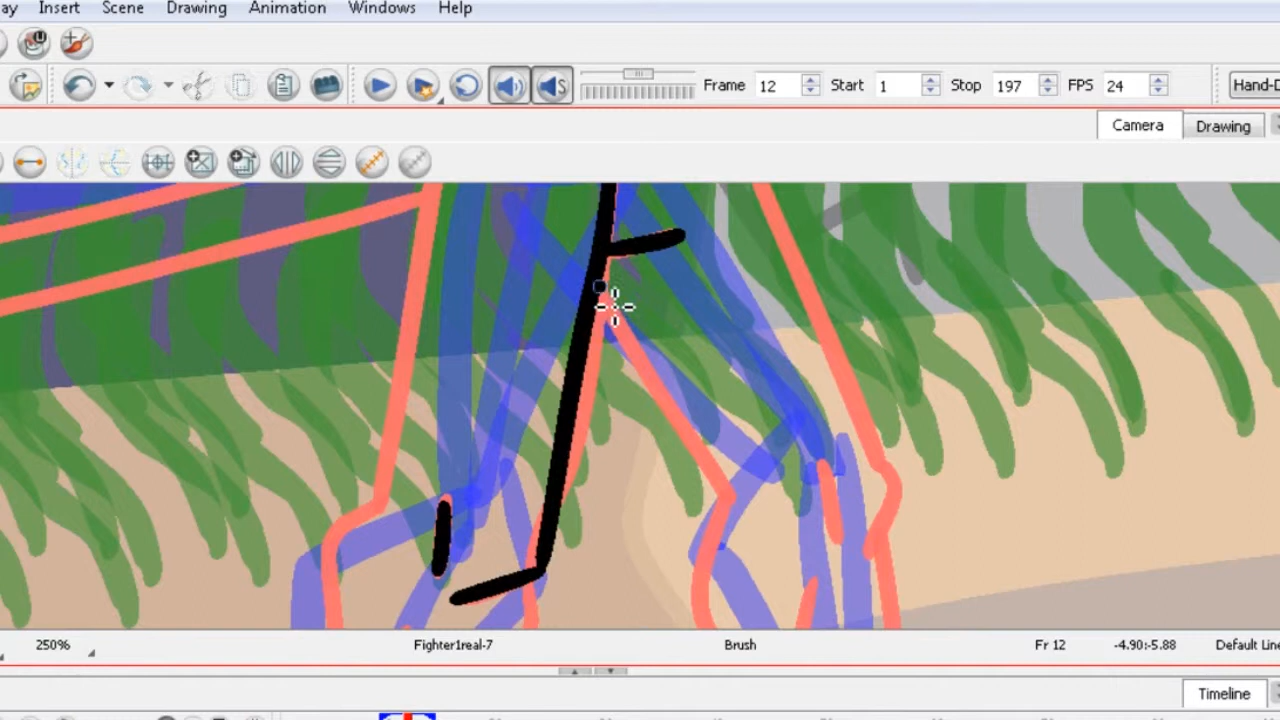 ay Insert Scene Drawing Animation Windows Help
Frame 12 Start 1 Stop 197 FPS 24 Hand-D
Camera Drawing
250% Fighter1real-7 Brush Fr 12 -4.90:-5.88 Default Line
Timeline